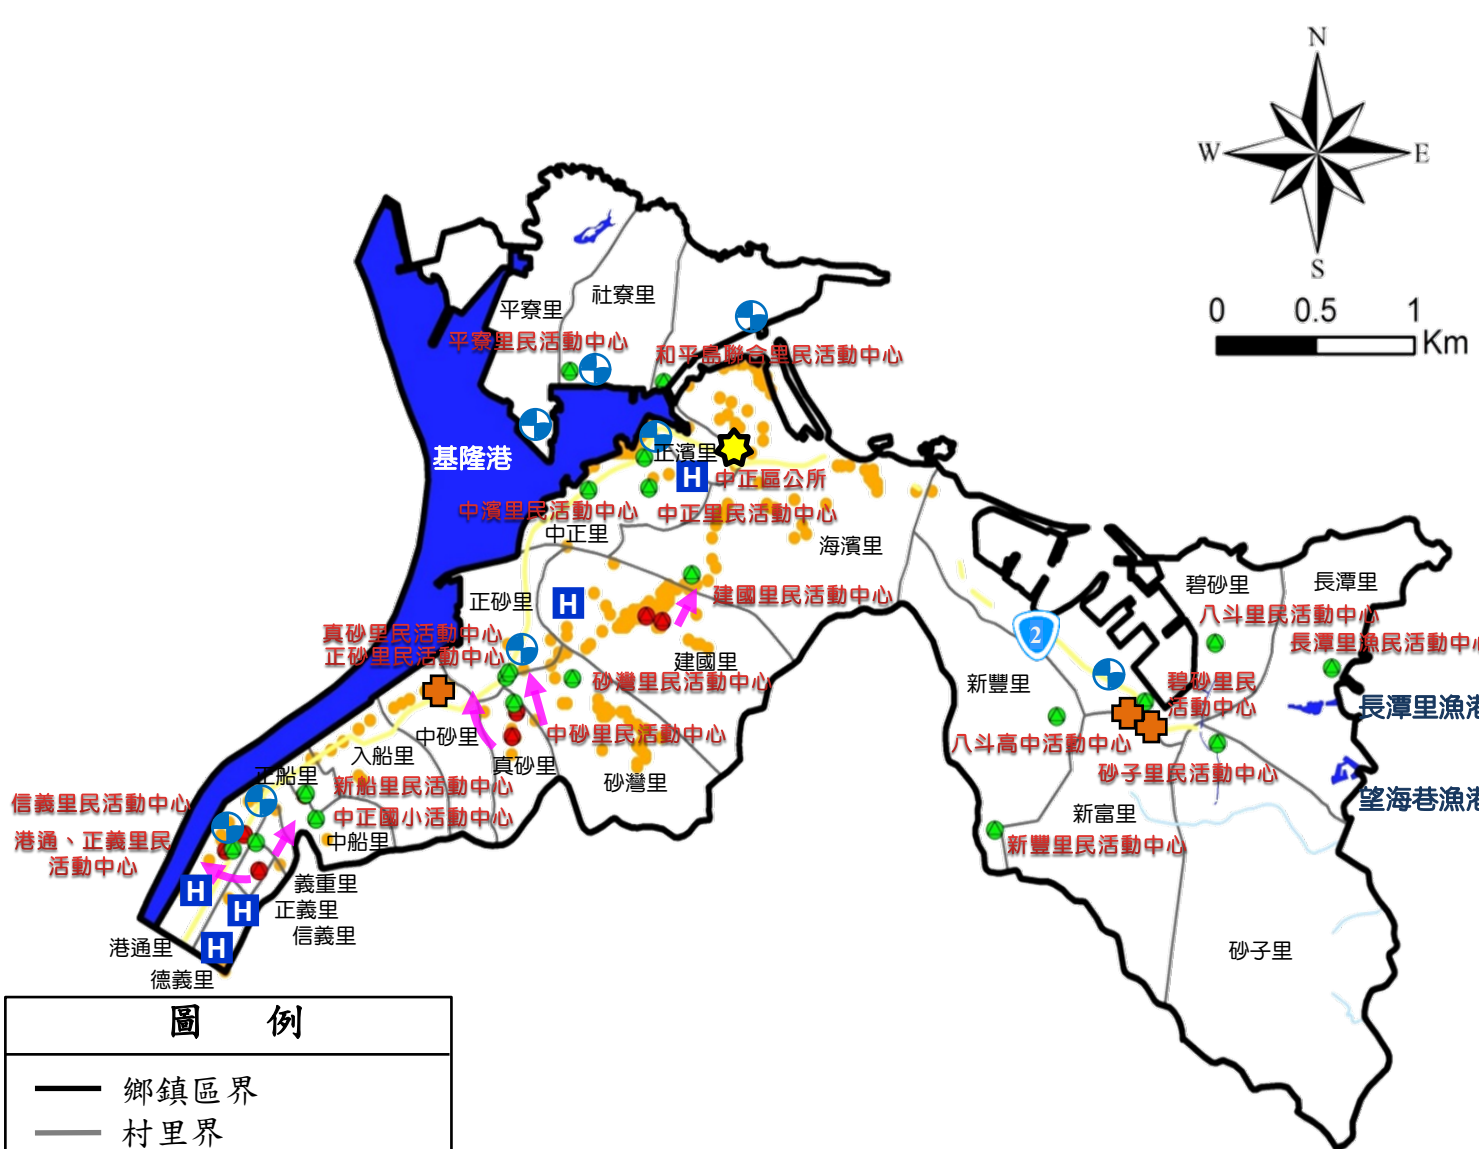 N
W
E
S
0 0.5 1
Km
社寮里
平寮里
平寮里民活動中心
和平島聯合里民活動中心
基隆港
正濱里
H
中正區公所
中濱里民活動中心
中正里民活動中心
中正里
海濱里
碧砂里
長潭里
正砂里
H
建國里民活動中心
八斗里民活動中心
真砂里民活動中心
正砂里民活動中心
2
長潭里漁民活動中
建國里
砂灣里民活動中心
新豐里
碧砂里民
活動中心
長潭里漁港
中砂里
中砂里民活動中心
八斗高中活動中心
入船里
真砂里
正船里
新船里民活動中心
砂灣里
砂子里民活動中心
信義里民活動中心
望海巷漁港
中正國小活動中心
新富里
港通、正義里民
活動中心
中船里
新豐里民活動中心
義重里
H
H
正義里
信義里
港通里
H
德義里
砂子里
圖 例
鄉鎮區界
村里界